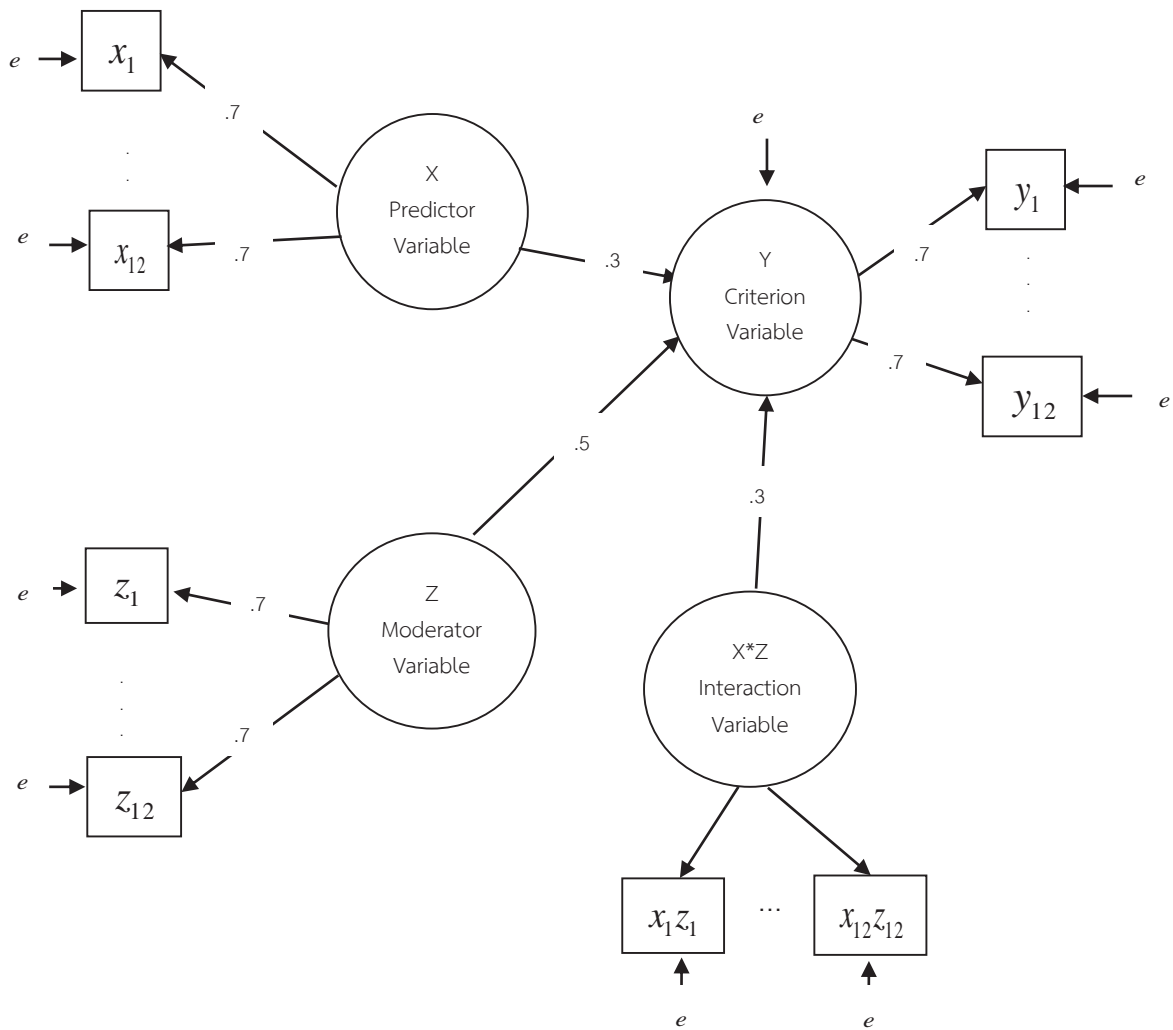 e
x₁
.7
.
.
e
x₁₂
.7
X
Predictor
Variable
.3
e
Y
Criterion
Variable
.7
y₁
e
.
.
.
.7
y₁₂
e
.5
.3
e
z₁
.7
.
.
.
.7
e
z₁₂
Z
Moderator
Variable
X*Z
Interaction
Variable
x₁z₁
...
x₁₂z₁₂
e
e